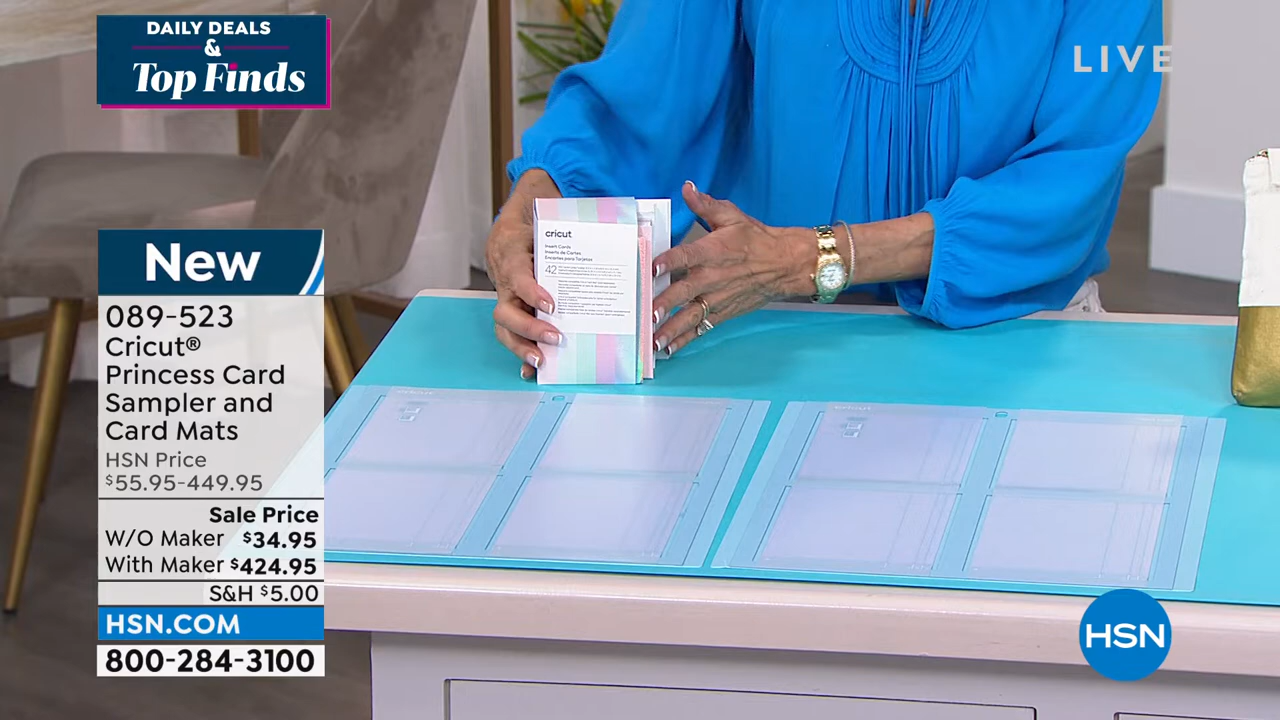 DAILY DEALS
&
Top Finds
LIVE
New
089-523
Cricut®
Princess Card
Sampler and
Card Mats
HSN Price
$55.95-449.95
Sale Price
W/O Maker $34.95
With Maker $424.95
S&H $5.00
HSN.COM
800-284-3100
cricut
Insert Cards
Inserts de Cartes
Encartes para Tarjetas
42
HSN